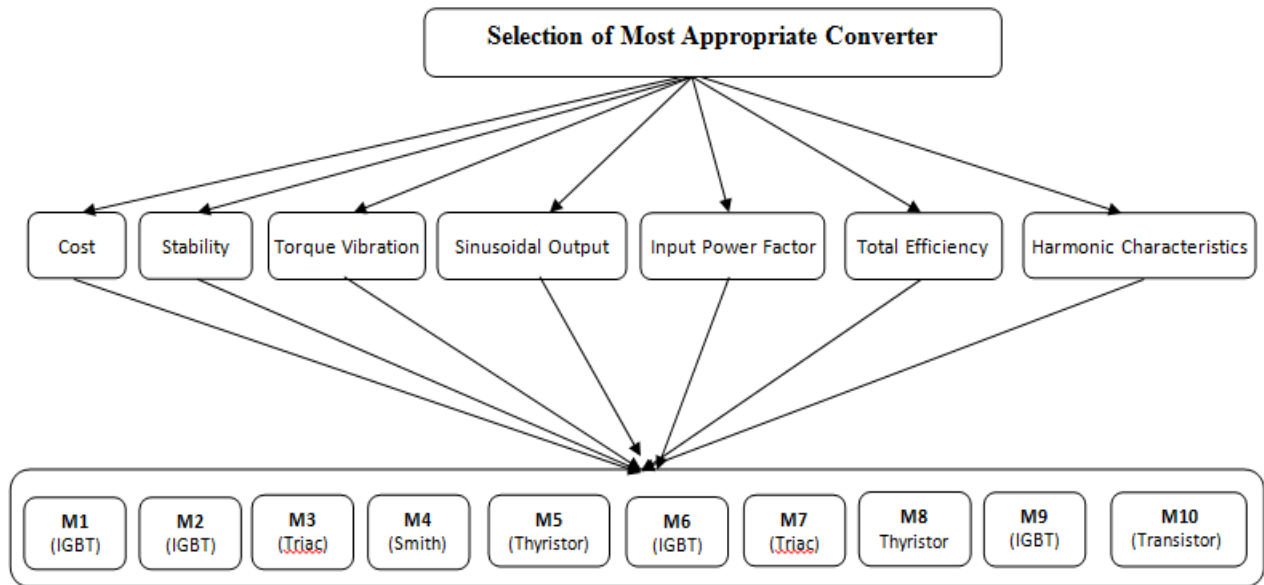 Selection of Most Appropriate Converter
Cost
Stability
Torque Vibration
Sinusoidal Output
Input Power Factor
Total Efficiency
Harmonic Characteristics
M1
(IGBT)
M2
(IGBT)
M3
(Triac)
M4
(Smith)
M5
(Thyristor)
M6
(IGBT)
M7
(Triac)
M8
Thyristor
M9
(IGBT)
M10
(Transistor)